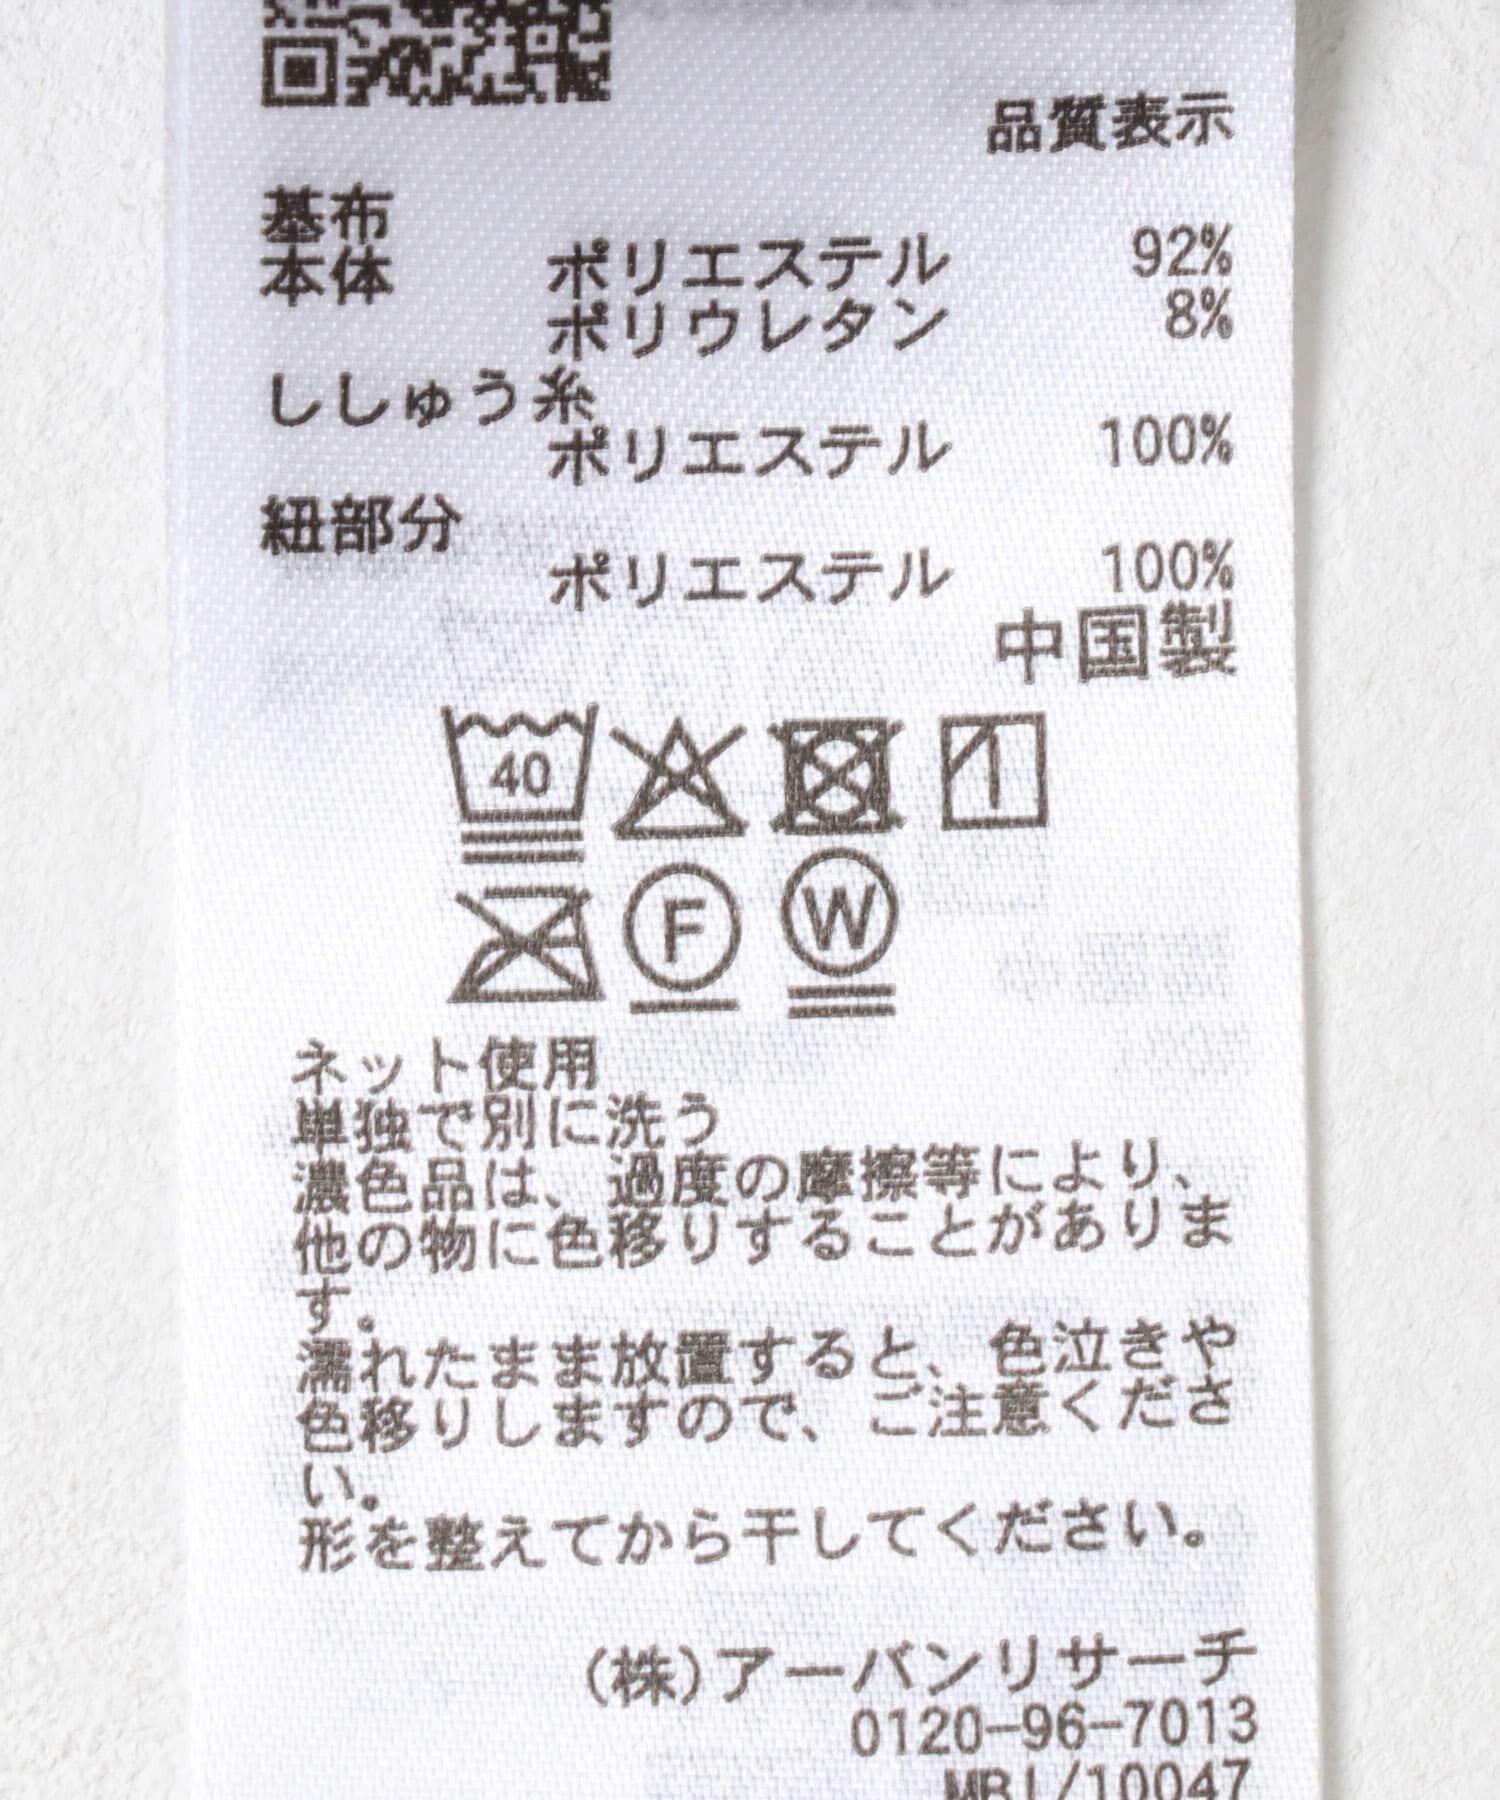 品質表示
基布
本体 ポリエステル 92%
ポリウレタン 8%
ししゅう糸
ポリエステル 100%
紐部分
ポリエステル 100%
中国製
40
F W
ネット使用
単独で別に洗う
濃色品は、過度の摩擦等により、
他の物に色移りすることがありま
す。
濡れたまま放置すると、色泣きや
色移りしますので、ご注意くださ
い。
形を整えてから干してください。
(株)アーバンリサーチ
0120-96-7013